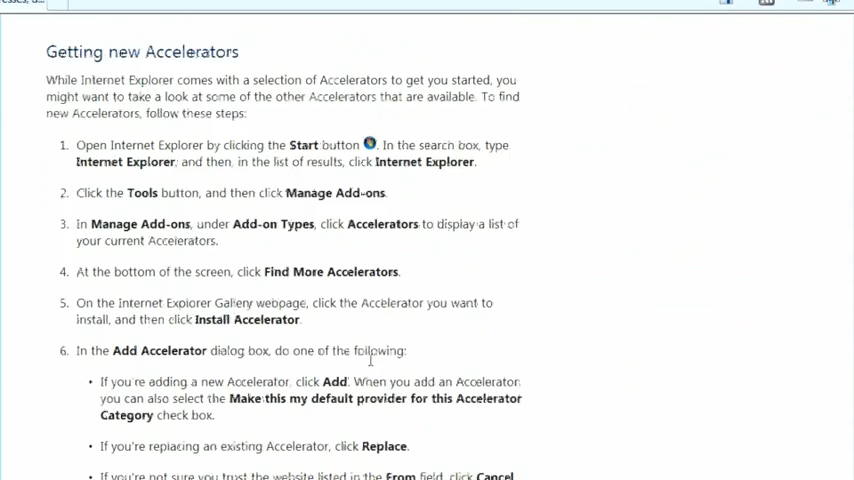 Getting new Accelerators
While Internet Explorer comes with a selection of Accelerators to get you started, you
might want to take a look at some of the other Accelerators that are available. To find
new Accelerators, follow these steps:
1. Open Internet Explorer by clicking the Start button . In the search box, type
Internet Explorer, and then, in the list of results, click Internet Explorer.
2. Click the Tools button, and then click Manage Add-ons.
3. In Manage Add-ons, under Add-on Types, click Accelerators to display a list of
your current Accelerators.
4. At the bottom of the screen, click Find More Accelerators.
5. On the Internet Explorer Gallery webpage, click the Accelerator you want to
install, and then click Install Accelerator.
6. In the Add Accelerator dialog box, do one of the following:
• If you're adding a new Accelerator, click Add. When you add an Accelerator,
you can also select the Make this my default provider for this Accelerator
Category check box.
• If you're replacing an existing Accelerator, click Replace.
• If you're not sure you trust the website listed in the From field, click Cancel